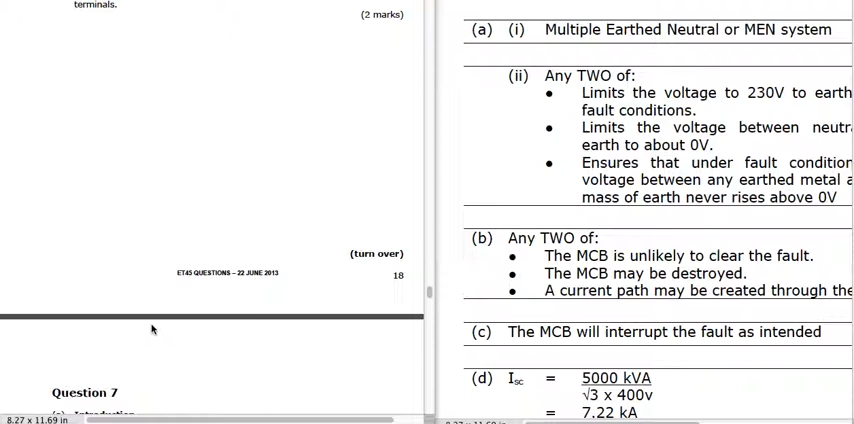 terminals.
(2 marks)
(turn over)
ET45 QUESTIONS – 22 JUNE 2013
18
Question 7
8.27 x 11.69 in
(a) (i) Multiple Earthed Neutral or MEN system
(ii) Any TWO of:
• Limits the voltage to 230V to earth
fault conditions.
• Limits the voltage between neutr
earth to about 0V.
• Ensures that under fault condition
voltage between any earthed metal a
mass of earth never rises above 0V
(b) Any TWO of:
• The MCB is unlikely to clear the fault.
• The MCB may be destroyed.
• A current path may be created through the
(c) The MCB will interrupt the fault as intended
(d) Isc = 5000 kVA
√3 x 400v
= 7.22 kA